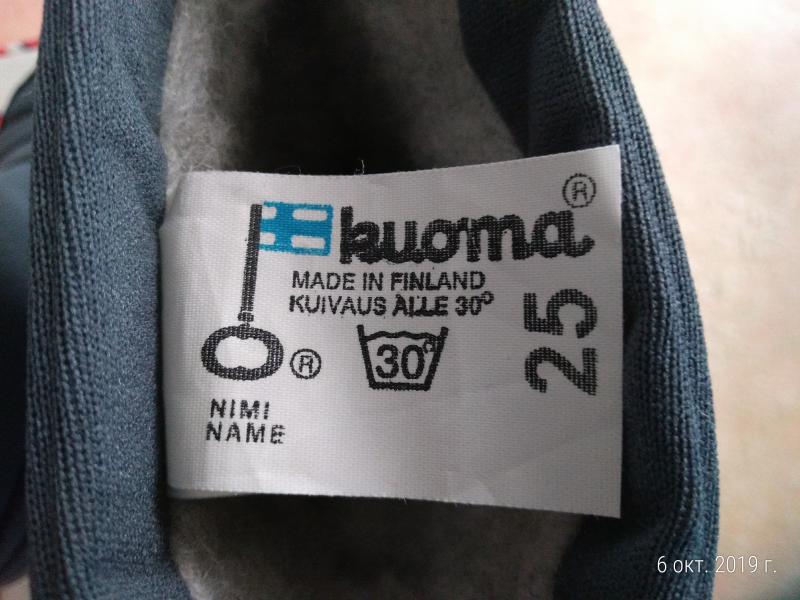 kuoma®
MADE IN FINLAND
KUIVAUS ALLE 30°
30°
®
25
NIMI
NAME
6 окт. 2019 г.